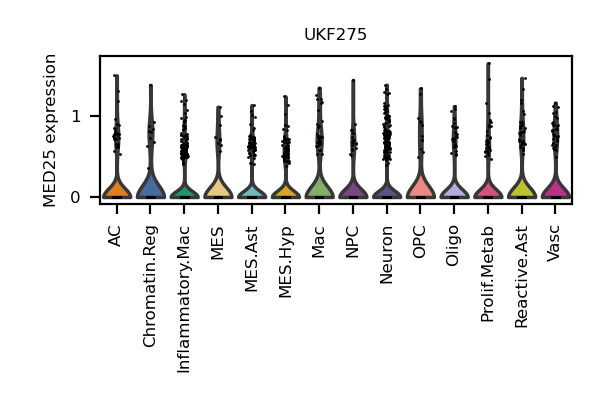 UKF275
MED25 expression
1
0
AC
Chromatin.Reg
Inflammatory.Mac
MES
MES.Ast
MES.Hyp
Mac
NPC
Neuron
OPC
Oligo
Prolif.Metab
Reactive.Ast
Vasc